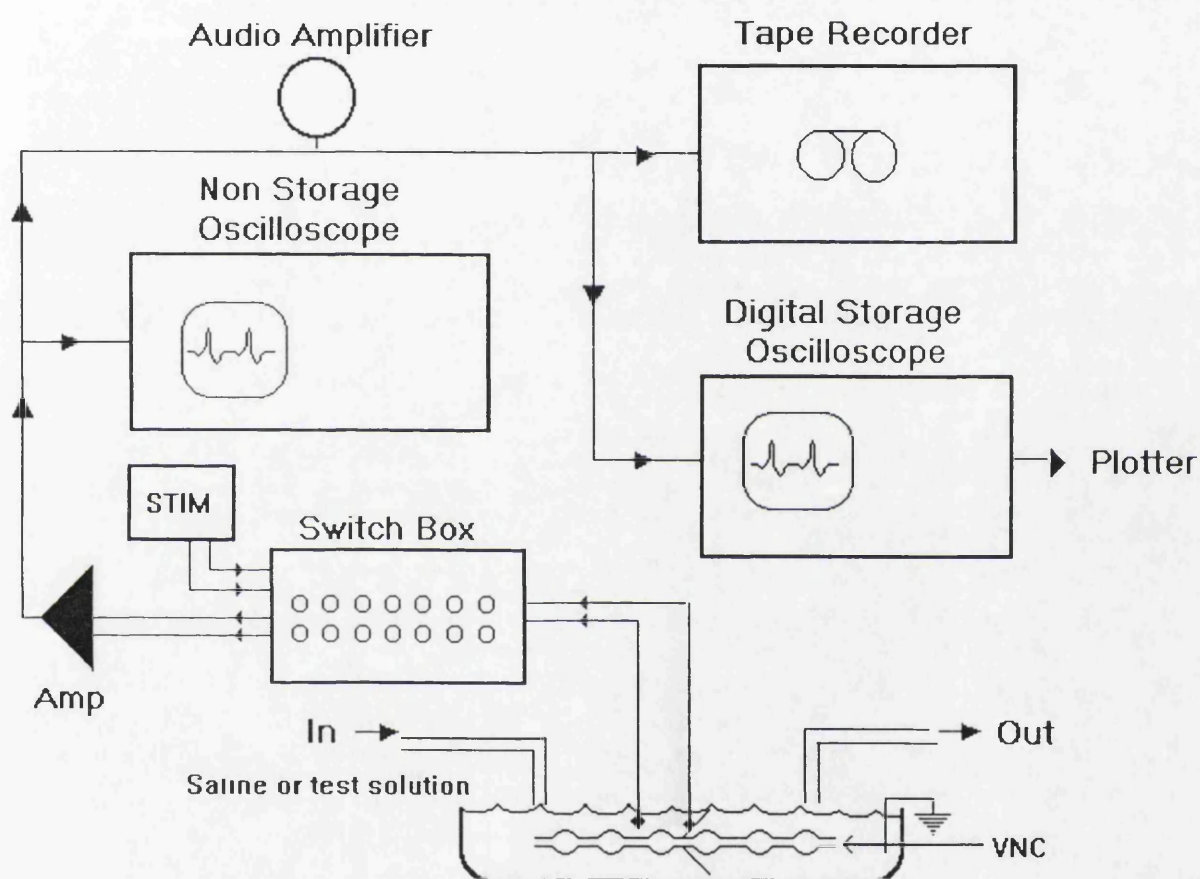 Audio Amplifier
Tape Recorder
Non Storage
Oscilloscope
Digital Storage
Oscilloscope
Plotter
STIM
Switch Box
Amp
In
Out
Saline or test solution
VNC